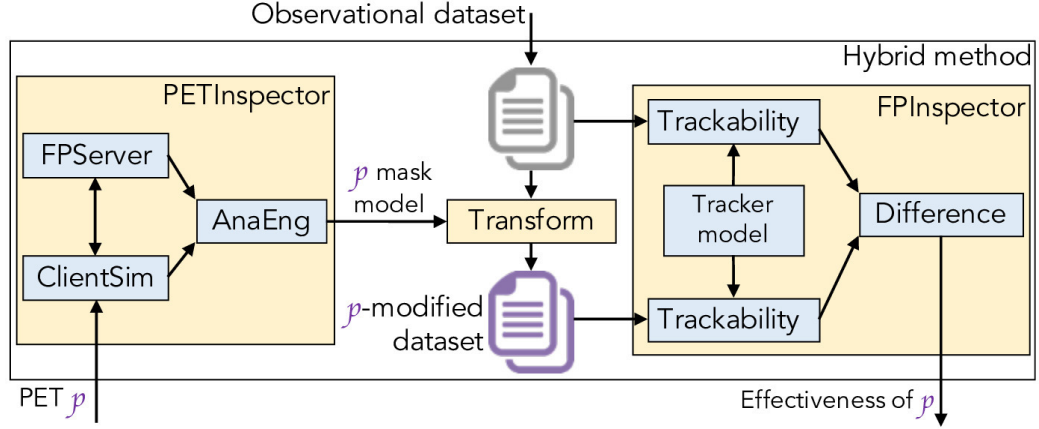 Observational dataset
Hybrid method
PETInspector
FPServer
ClientSim
AnaEng
p mask
model
Transform
p-modified
dataset
FPInspector
Trackability
Tracker
model
Trackability
Difference
PET p
Effectiveness of p